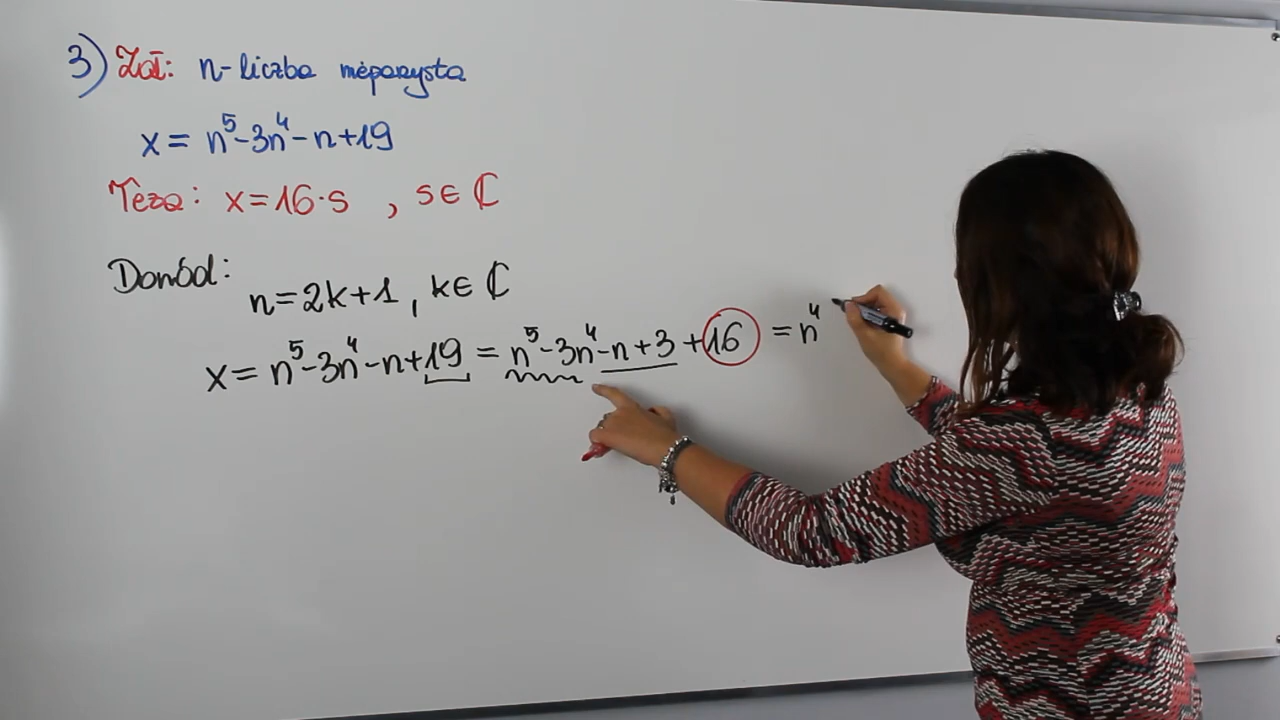 3) Zał: n-liczba nieparzysta
x = n⁵-3n⁴-n+19
Teza: x=16·s , s∈ ℂ
Dowód:
n=2k+1 , k∈ ℂ
x = n⁵-3n⁴-n+19 = n⁵-3n⁴-n+3+16 = n⁴